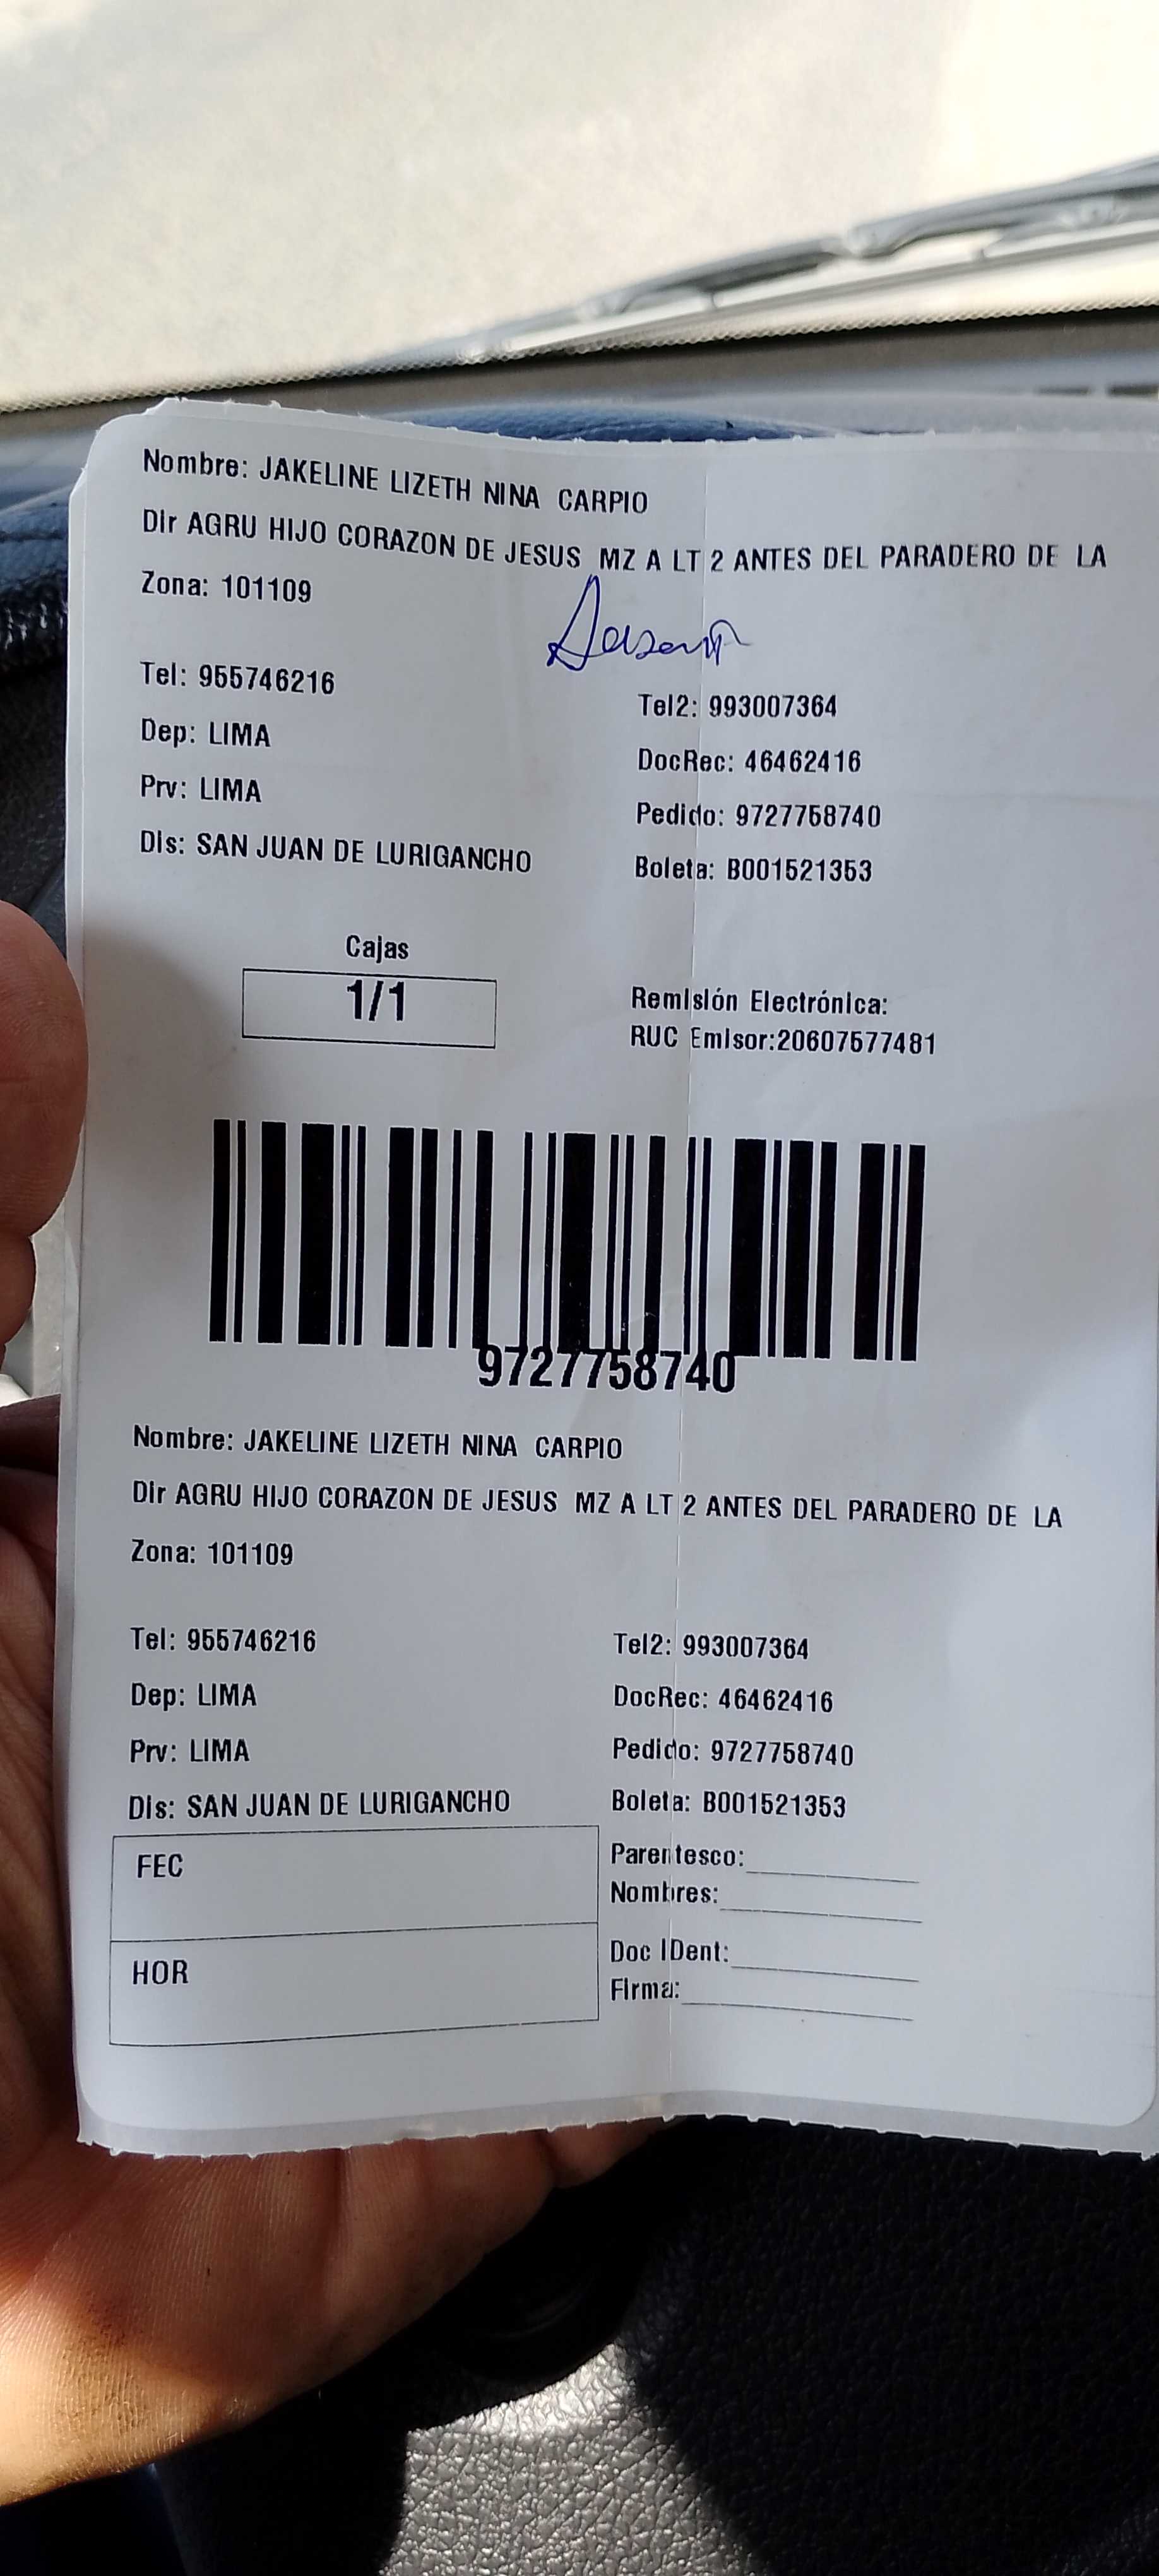 Nombre: JAKELINE LIZETH NINA CARPIO
Dir AGRU HIJO CORAZON DE JESUS MZ A LT 2 ANTES DEL PARADERO DE LA
Zona: 101109
Tel: 955746216
Tel2: 993007364
Dep: LIMA
DocRec: 46462416
Prv: LIMA
Pedido: 9727758740
Dis: SAN JUAN DE LURIGANCHO
Boleta: B001521353
Cajas
1/1
Remisión Electrónica:
RUC Emisor:20607577481
9727758740
Nombre: JAKELINE LIZETH NINA CARPIO
Dir AGRU HIJO CORAZON DE JESUS MZ A LT 2 ANTES DEL PARADERO DE LA
Zona: 101109
Tel: 955746216
Tel2: 993007364
Dep: LIMA
DocRec: 46462416
Prv: LIMA
Pedido: 9727758740
Dis: SAN JUAN DE LURIGANCHO
Boleta: B001521353
FEC
Parentesco:
Nombres:
HOR
Doc IDent:
Firma: